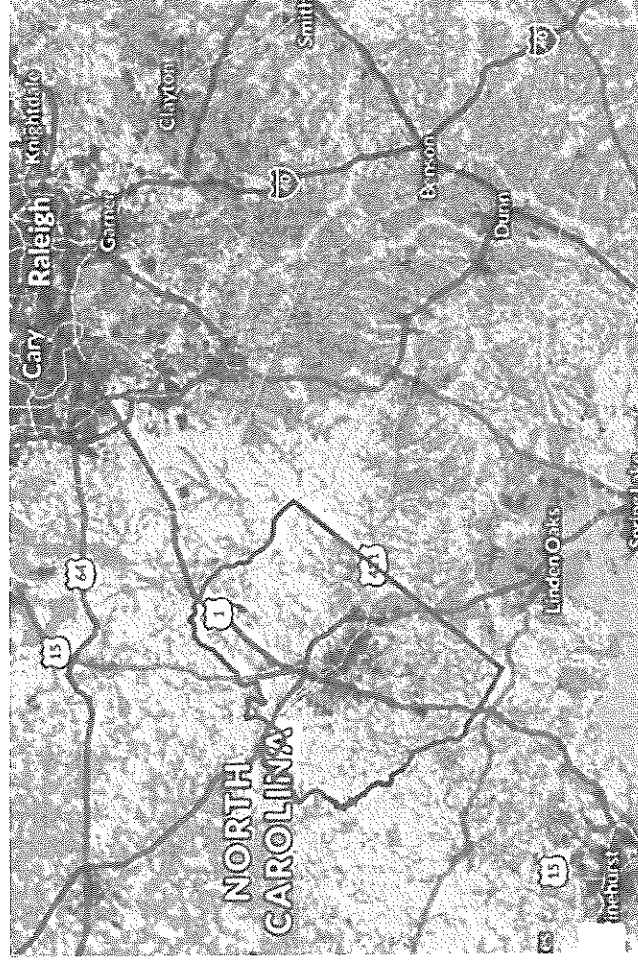 Knightdale
Raleigh
Cary
Garner
Clayton
Smith
64
15
1
40
70
421
Benson
Dunn
NORTH
CAROLINA
Linden Oaks
15
inehurst